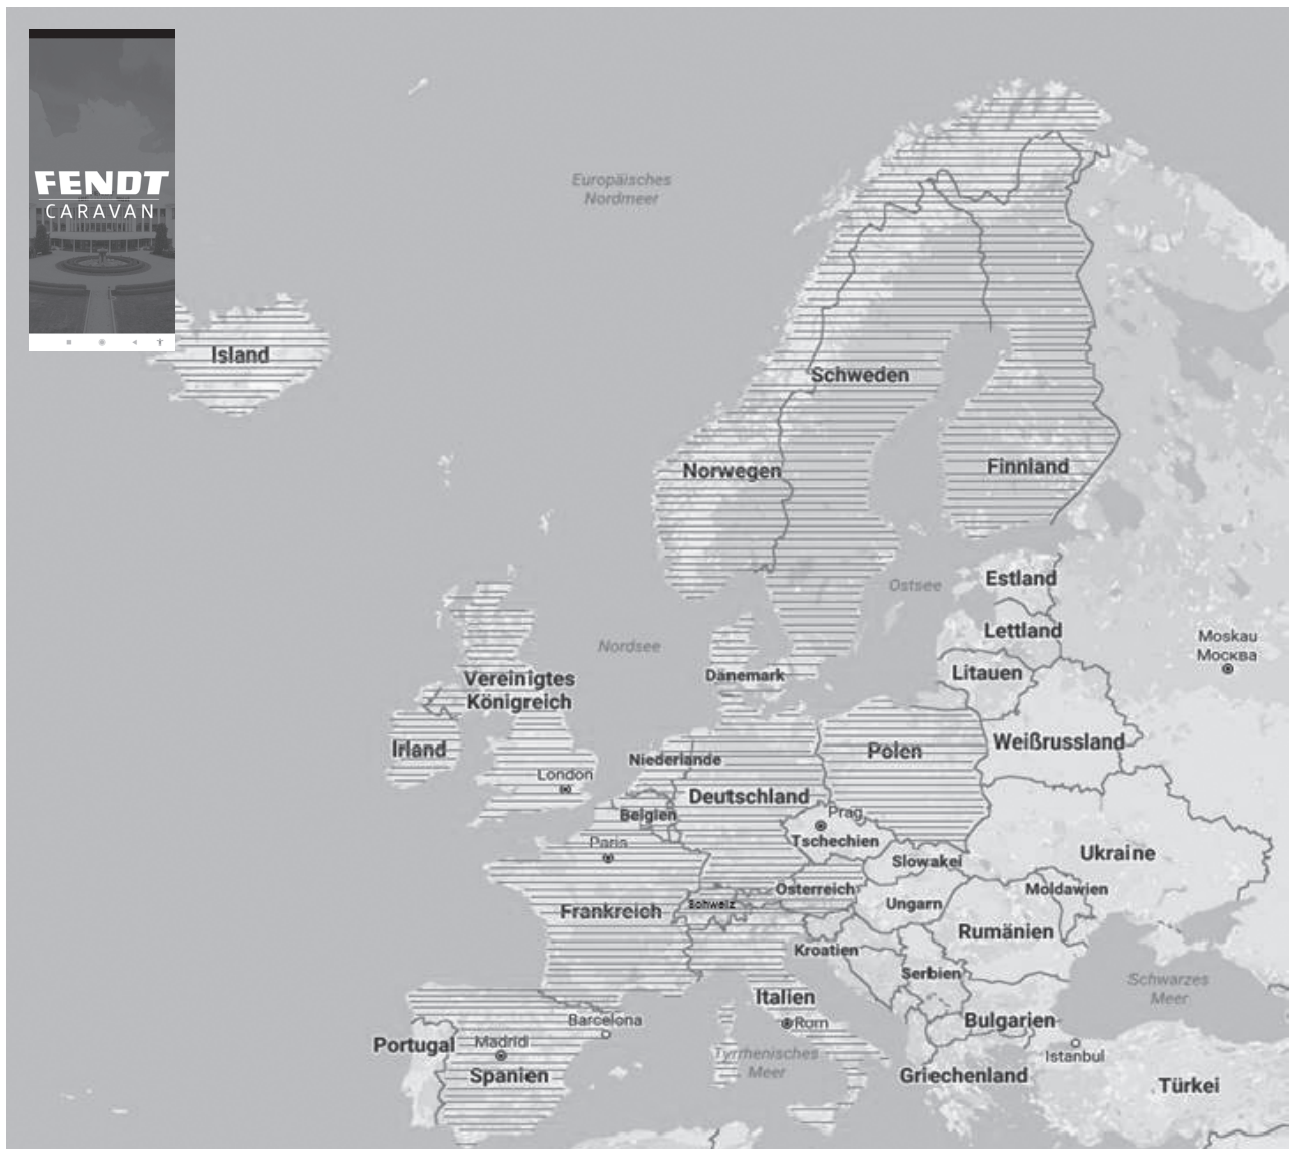 FENDT
CARAVAN
Europäisches
Nordmeer
Island
Schweden
Norwegen
Finnland
Estland
Ostsee
Lettland
Moskau
Москва
Nordsee
Litauen
Dänemark
Vereinigtes
Königreich
Weißrussland
Irland
Polen
Niederlande
London
Deutschland
Belgien
Prag
Paris
Tschechien
Ukraine
Slowakei
Österreich
Moldawien
Schweiz
Ungarn
Frankreich
Rumänien
Kroatien
Serbien
Schwarzes
Meer
Italien
Barcelona
Rom
Bulgarien
Portugal
Madrid
Istanbul
Tyrrhenisches
Meer
Spanien
Griechenland
Türkei